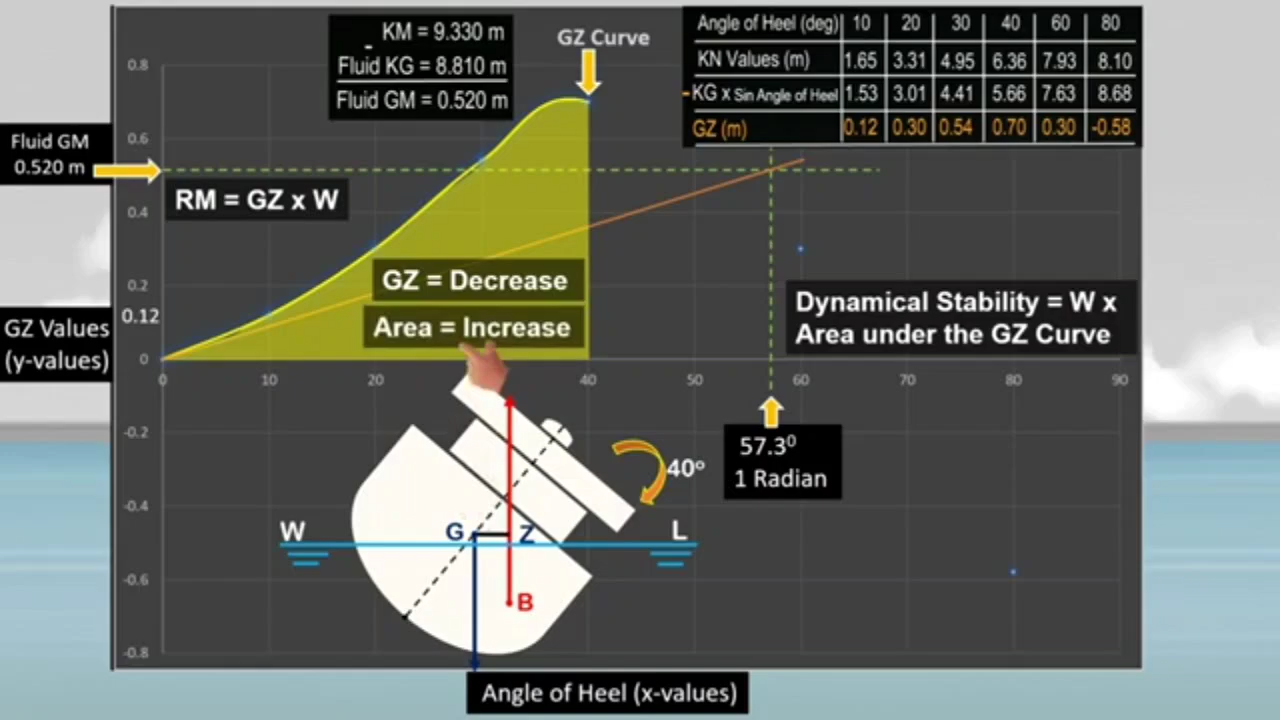 KM = 9.330 m
-
Fluid KG = 8.810 m
Fluid GM = 0.520 m
GZ Curve
Angle of Heel (deg) 10 20 30 40 60 80
KN Values (m) 1.65 3.31 4.95 6.36 7.93 8.10
-KG x Sin Angle of Heel 1.53 3.01 4.41 5.66 7.63 8.68
GZ (m) 0.12 0.30 0.54 0.70 0.30 -0.58
0.8
0.6
Fluid GM
0.520 m
RM = GZ x W
0.4
GZ = Decrease
0.2
Dynamical Stability = W x
Area under the GZ Curve
0.12
GZ Values
(y-values)
Area = Increase
0
0 10 20 40 50 60 70 80 90
-0.2
57.3⁰
1 Radian
40°
-0.4
W
G
Z
L
-0.6
B
-0.8
Angle of Heel (x-values)